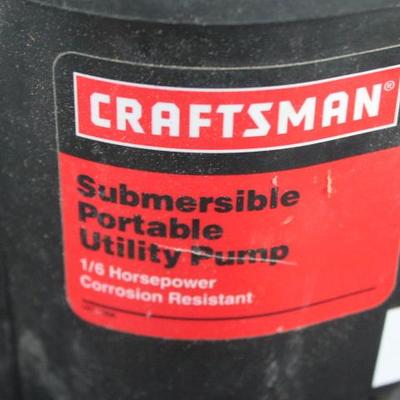 CRAFTSMAN®
Submersible
Portable
Utility Pump
1/6 Horsepower
Corrosion Resistant